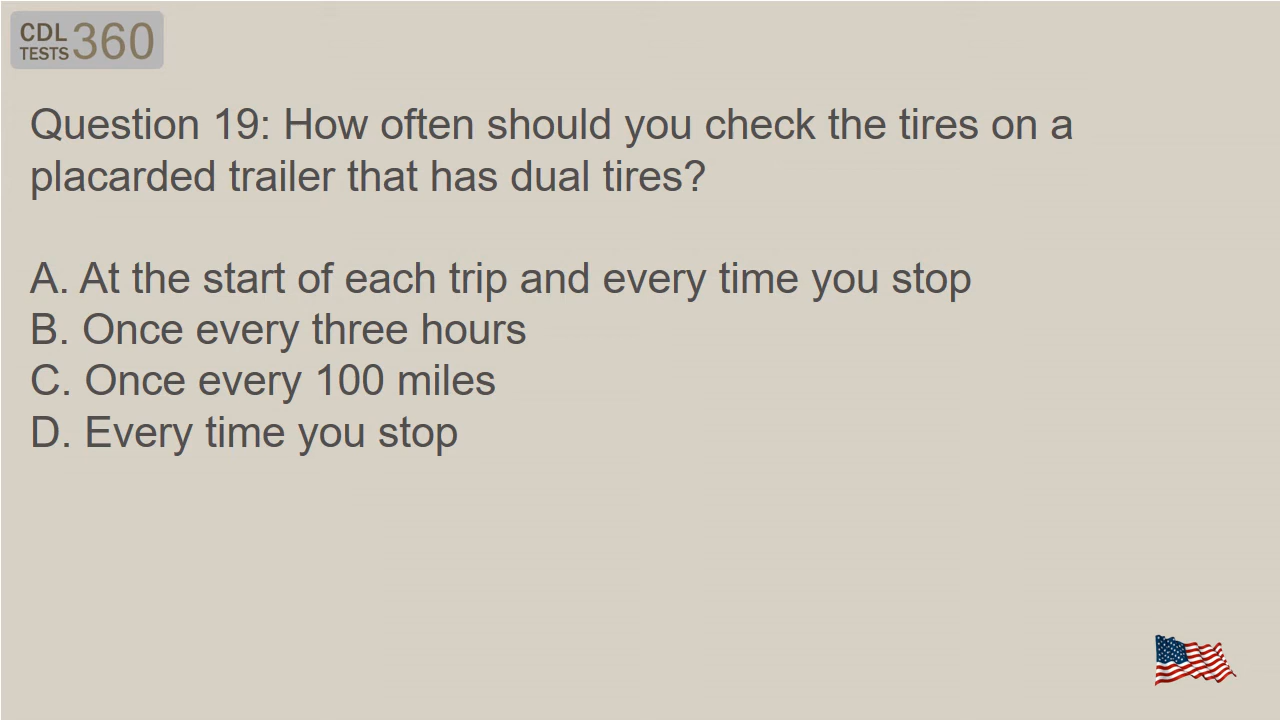 CDL
TESTS 360
Question 19: How often should you check the tires on a
placarded trailer that has dual tires?
A. At the start of each trip and every time you stop
B. Once every three hours
C. Once every 100 miles
D. Every time you stop